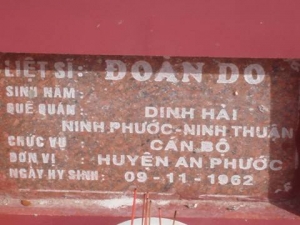 LIỆT SĨ: ĐOÀN DO
SINH NĂM:
QUÊ QUÁN: DINH HẢI
NINH PHƯỚC-NINH THUẬN
CHỨC VỤ: CÁN BỘ
ĐƠN VỊ: HUYỆN AN PHƯỚC
NGÀY HY SINH: 09-11-1962